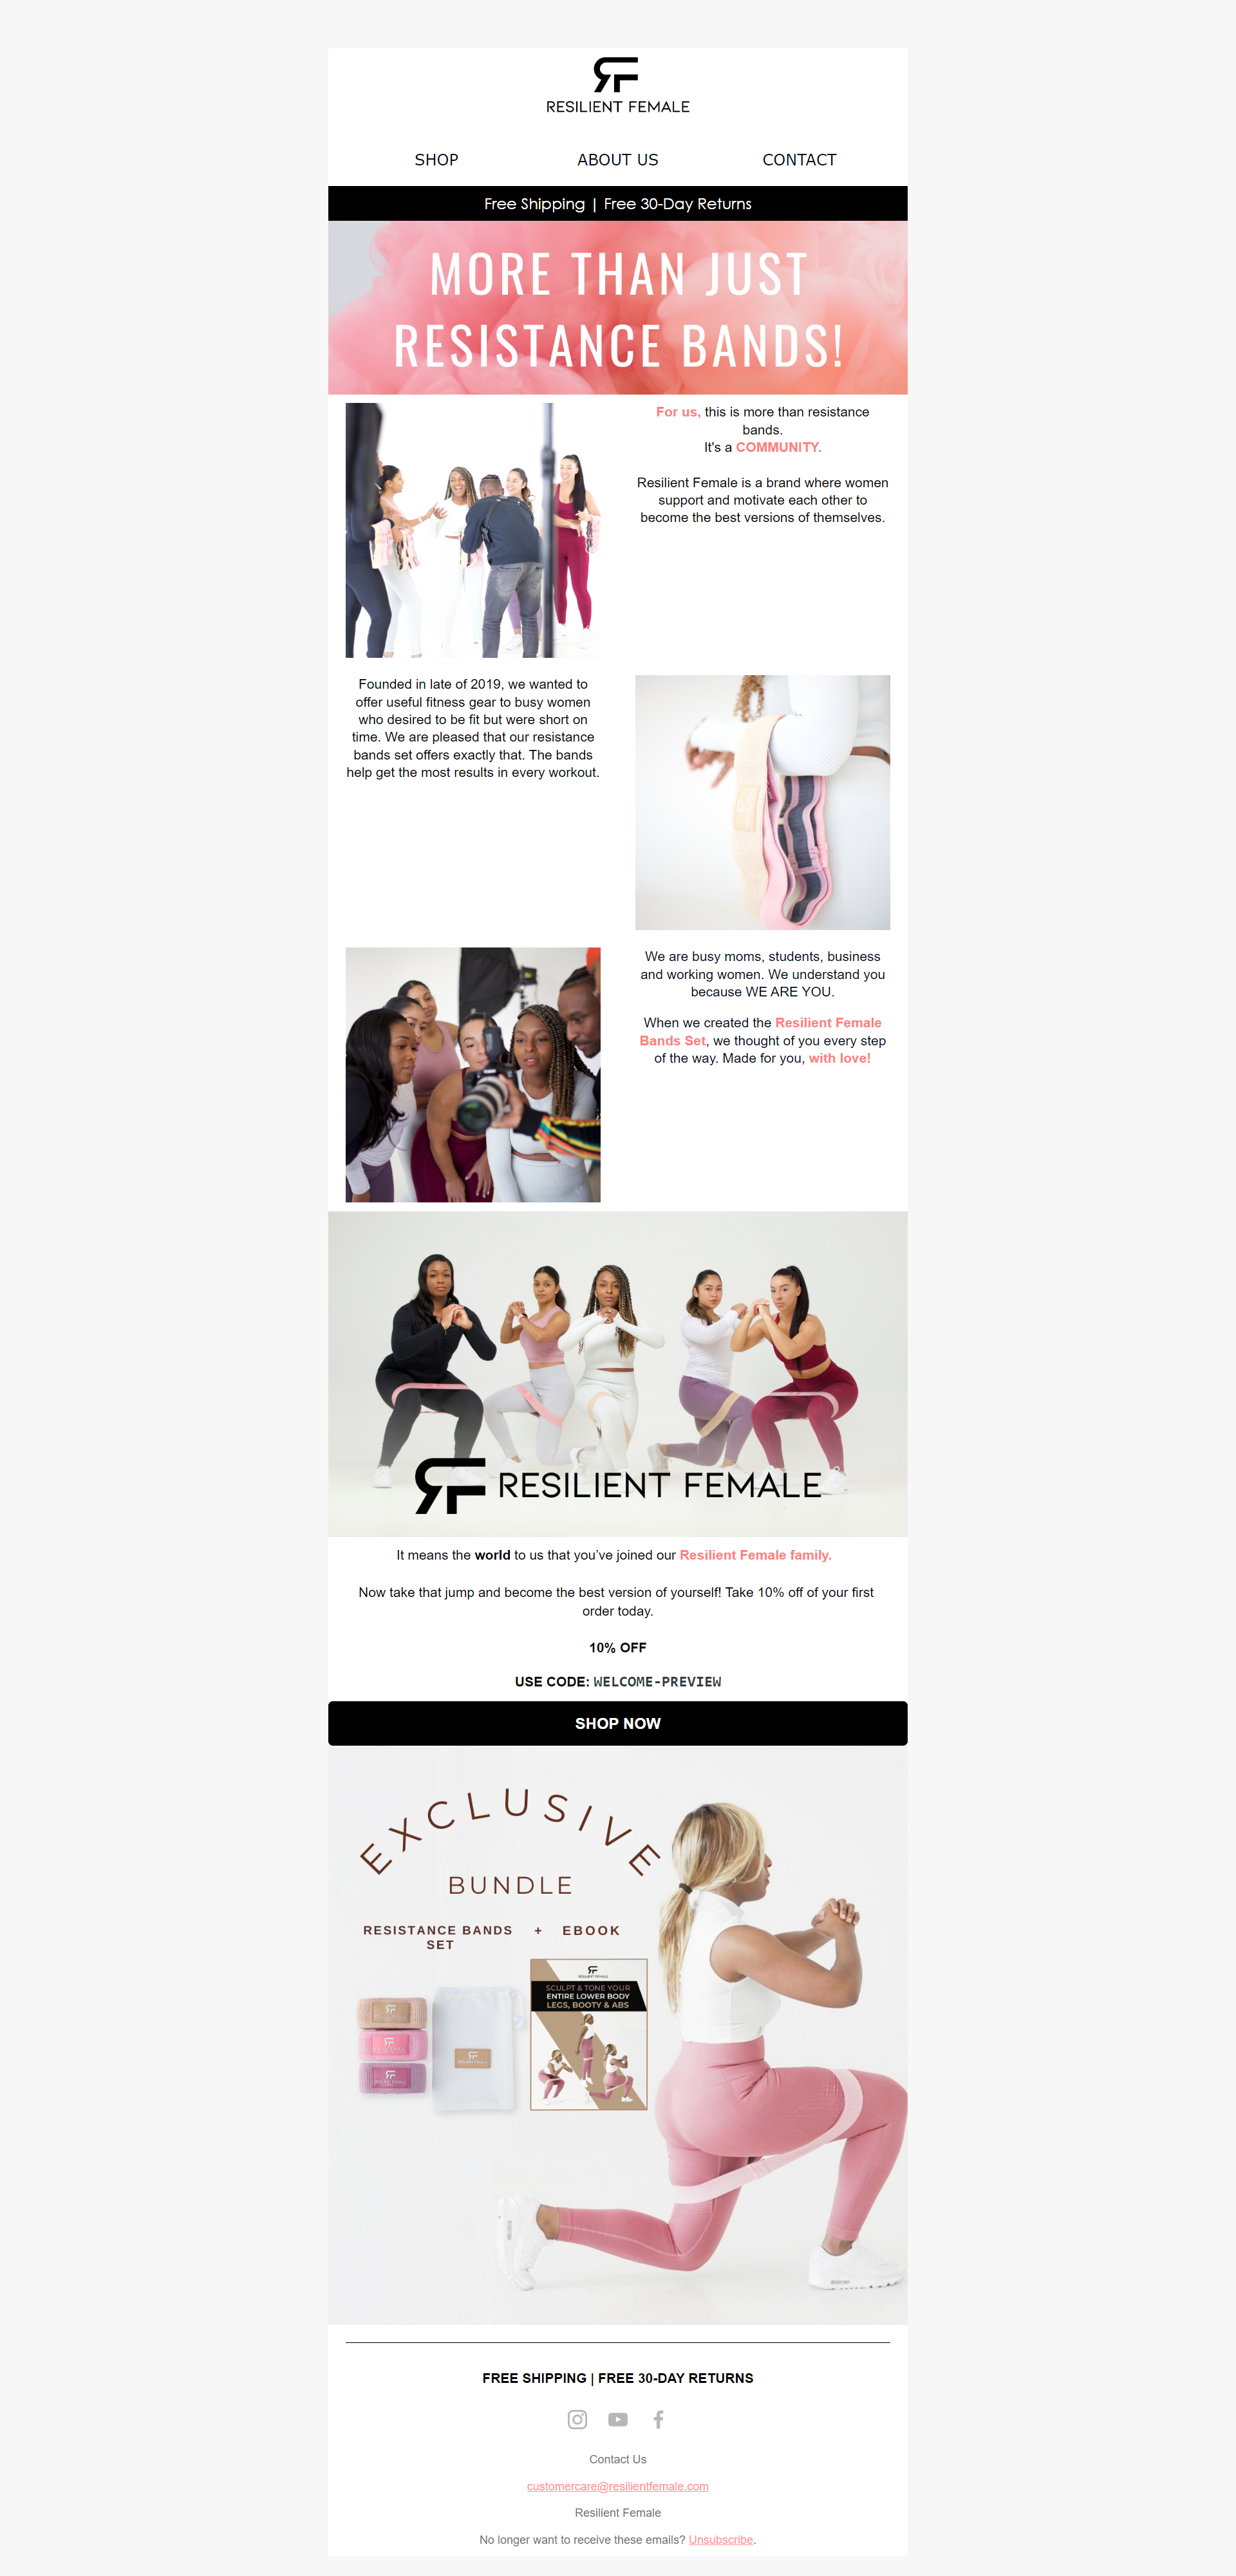 RF
RESILIENT FEMALE
SHOP
ABOUT US
CONTACT
Free Shipping | Free 30-Day Returns
MORE THAN JUST
RESISTANCE BANDS!
For us, this is more than resistance
bands.
It's a COMMUNITY.
Resilient Female is a brand where women
support and motivate each other to
become the best versions of themselves.
Founded in late of 2019, we wanted to
offer useful fitness gear to busy women
who desired to be fit but were short on
time. We are pleased that our resistance
bands set offers exactly that. The bands
help get the most results in every workout.
We are busy moms, students, business
and working women. We understand you
because WE ARE YOU.
When we created the Resilient Female
Bands Set, we thought of you every step
of the way. Made for you, with love!
RF RESILIENT FEMALE
It means the world to us that you’ve joined our Resilient Female family.
Now take that jump and become the best version of yourself! Take 10% off of your first
order today.
10% OFF
USE CODE: WELCOME-PREVIEW
SHOP NOW
EXCLUSIVE
BUNDLE
RESISTANCE BANDS + EBOOK
SET
RF
RESILIENT FEMALE
SCULPT & TONE YOUR
ENTIRE LOWER BODY
LEGS, BOOTY & ABS
RF
RF
RF
RF
FREE SHIPPING | FREE 30-DAY RETURNS
Contact Us
customercare@resilientfemale.com
Resilient Female
No longer want to receive these emails? Unsubscribe.